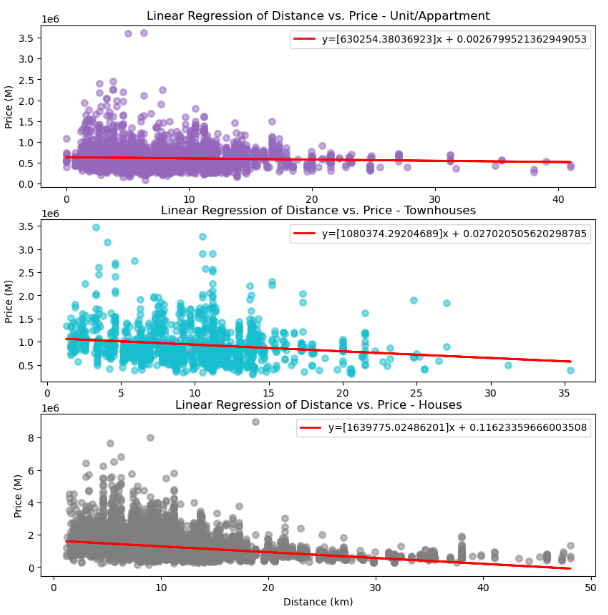 Linear Regression of Distance vs. Price - Unit/Appartment
1e6
y=[630254.38036923]x + 0.0026799521362949053
3.5
3.0
2.5
2.0
1.5
1.0
0.5
0.0
Price (M)
0 10 20 30 40
Linear Regression of Distance vs. Price - Townhouses
1e6
y=[1080374.29204689]x + 0.027020505620298785
3.5
3.0
2.5
2.0
1.5
1.0
0.5
Price (M)
0 5 10 15 20 25 30 35
Linear Regression of Distance vs. Price - Houses
1e6
y=[1639775.02486201]x + 0.11623359666003508
8
6
4
2
0
Price (M)
0 10 20 30 40 50
Distance (km)